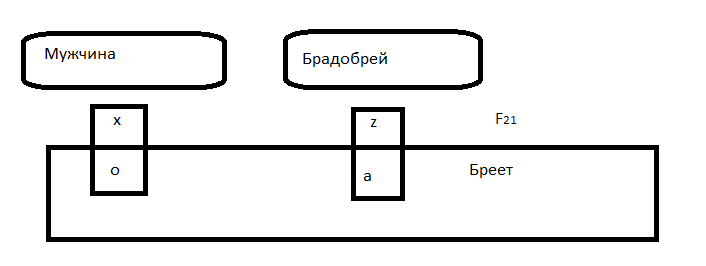 Мужчина
Брадобрей
x
z
F21
o
a
Бреет